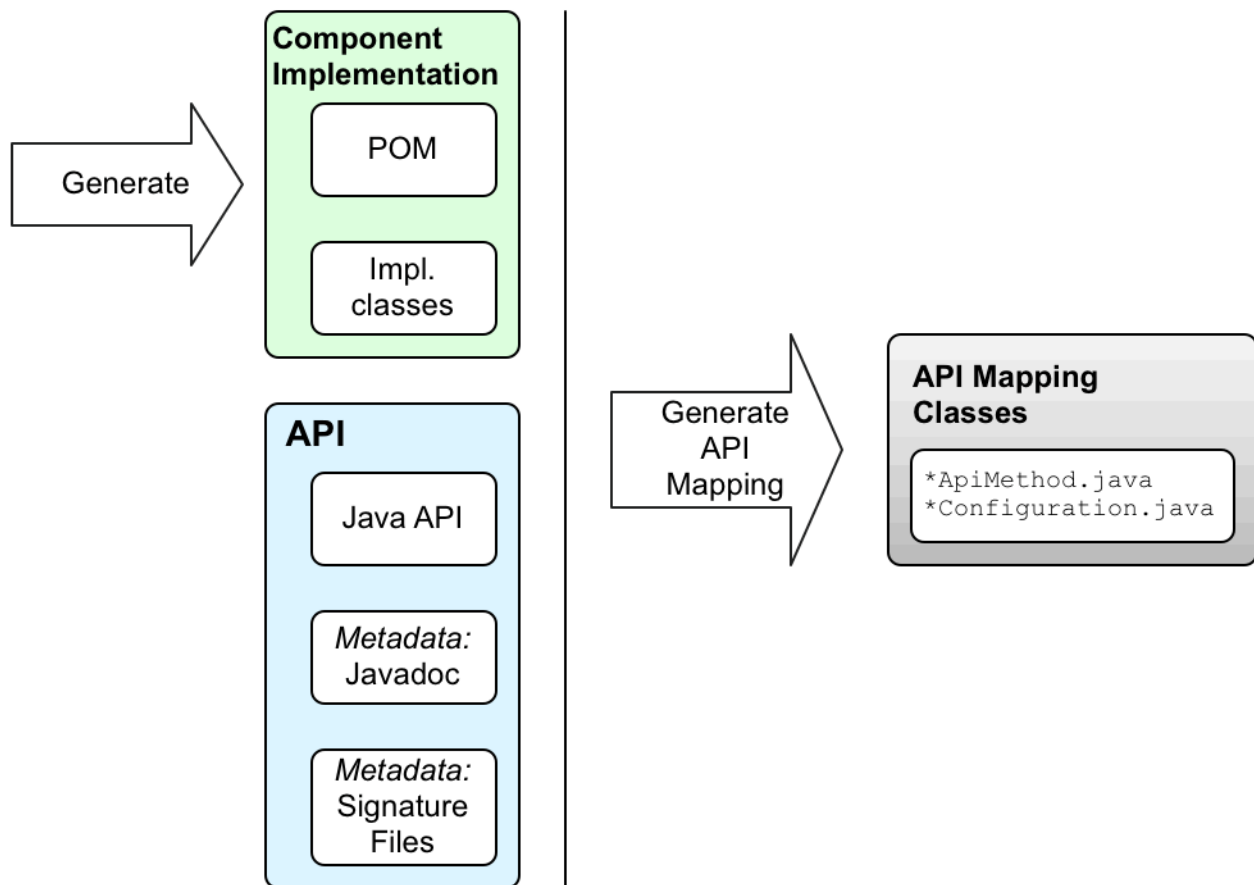 Component
Implementation
POM
Generate
Impl.
classes
API
Java API
Metadata:
Javadoc
Metadata:
Signature
Files
Generate
API
Mapping
API Mapping
Classes
*ApiMethod.java
*Configuration.java